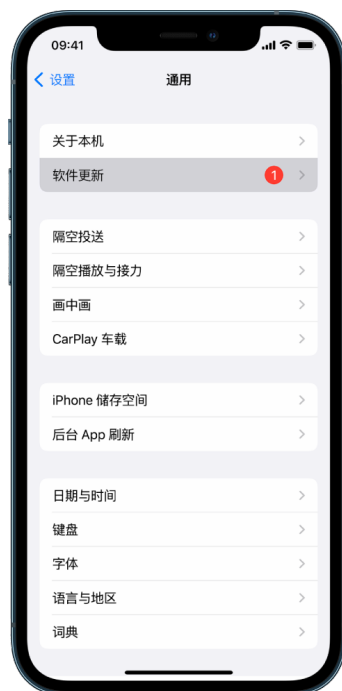 09:41
设置
通用
关于本机
软件更新
1
隔空投送
隔空播放与接力
画中画
CarPlay 车载
iPhone 储存空间
后台 App 刷新
日期与时间
键盘
字体
语言与地区
词典